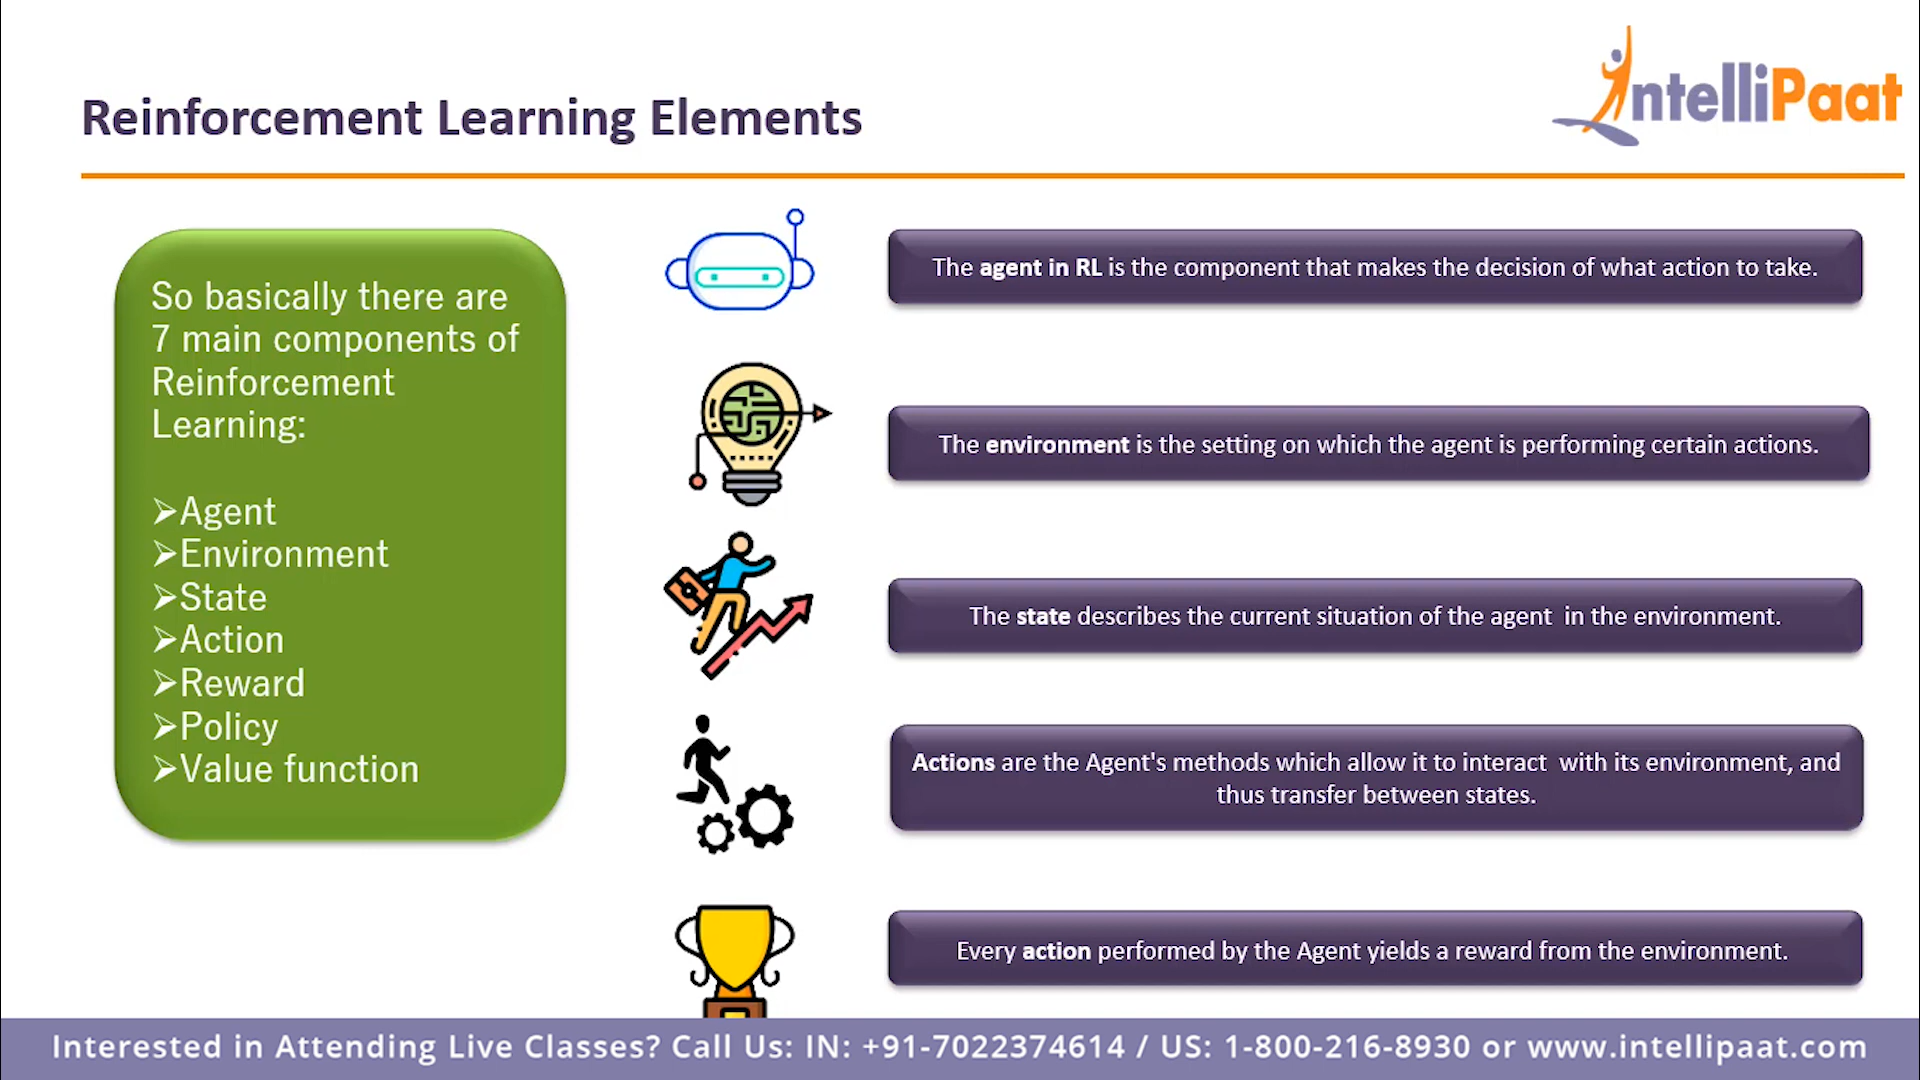 IntelliPaat
Reinforcement Learning Elements
So basically there are
7 main components of
Reinforcement
Learning:
➢Agent
➢Environment
➢State
➢Action
➢Reward
➢Policy
➢Value function
The agent in RL is the component that makes the decision of what action to take.
The environment is the setting on which the agent is performing certain actions.
The state describes the current situation of the agent in the environment.
Actions are the Agent's methods which allow it to interact with its environment, and
thus transfer between states.
Every action performed by the Agent yields a reward from the environment.
Interested in Attending Live Classes? Call Us: IN: +91-7022374614 / US: 1-800-216-8930 or www.intellipaat.com